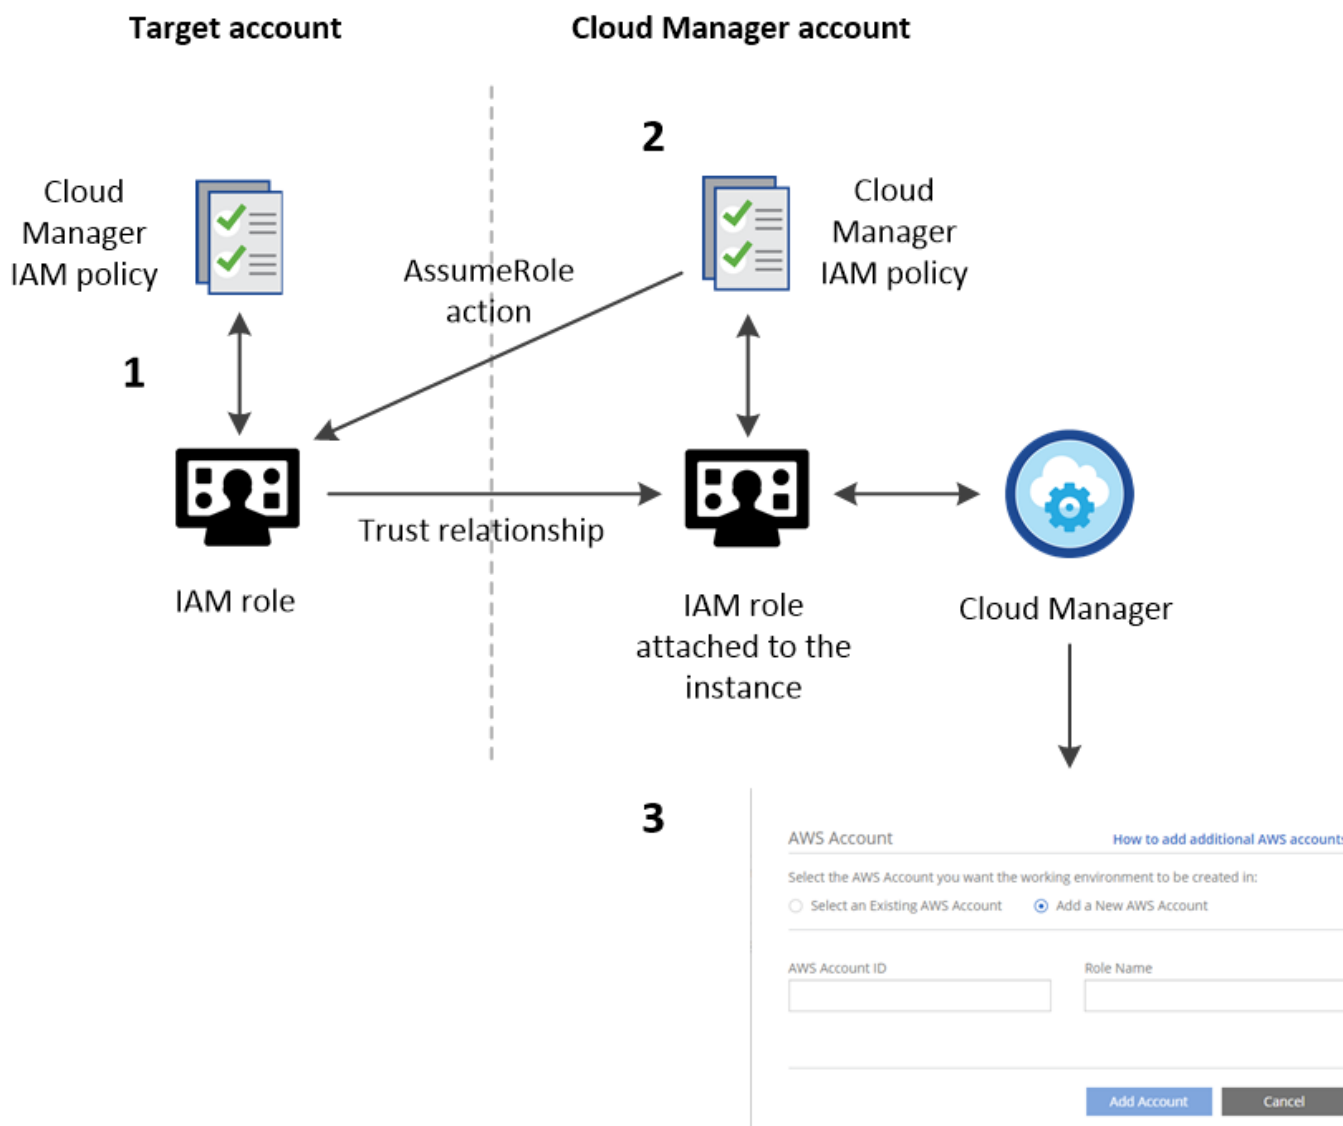 Target account
Cloud Manager account
2
Cloud
Manager
IAM policy
Cloud
Manager
IAM policy
AssumeRole
action
1
Trust relationship
IAM role
IAM role
attached to the
instance
Cloud Manager
3
AWS Account
How to add additional AWS accounts
Select the AWS Account you want the working environment to be created in:
Select an Existing AWS Account
Add a New AWS Account
AWS Account ID
Role Name
Add Account
Cancel